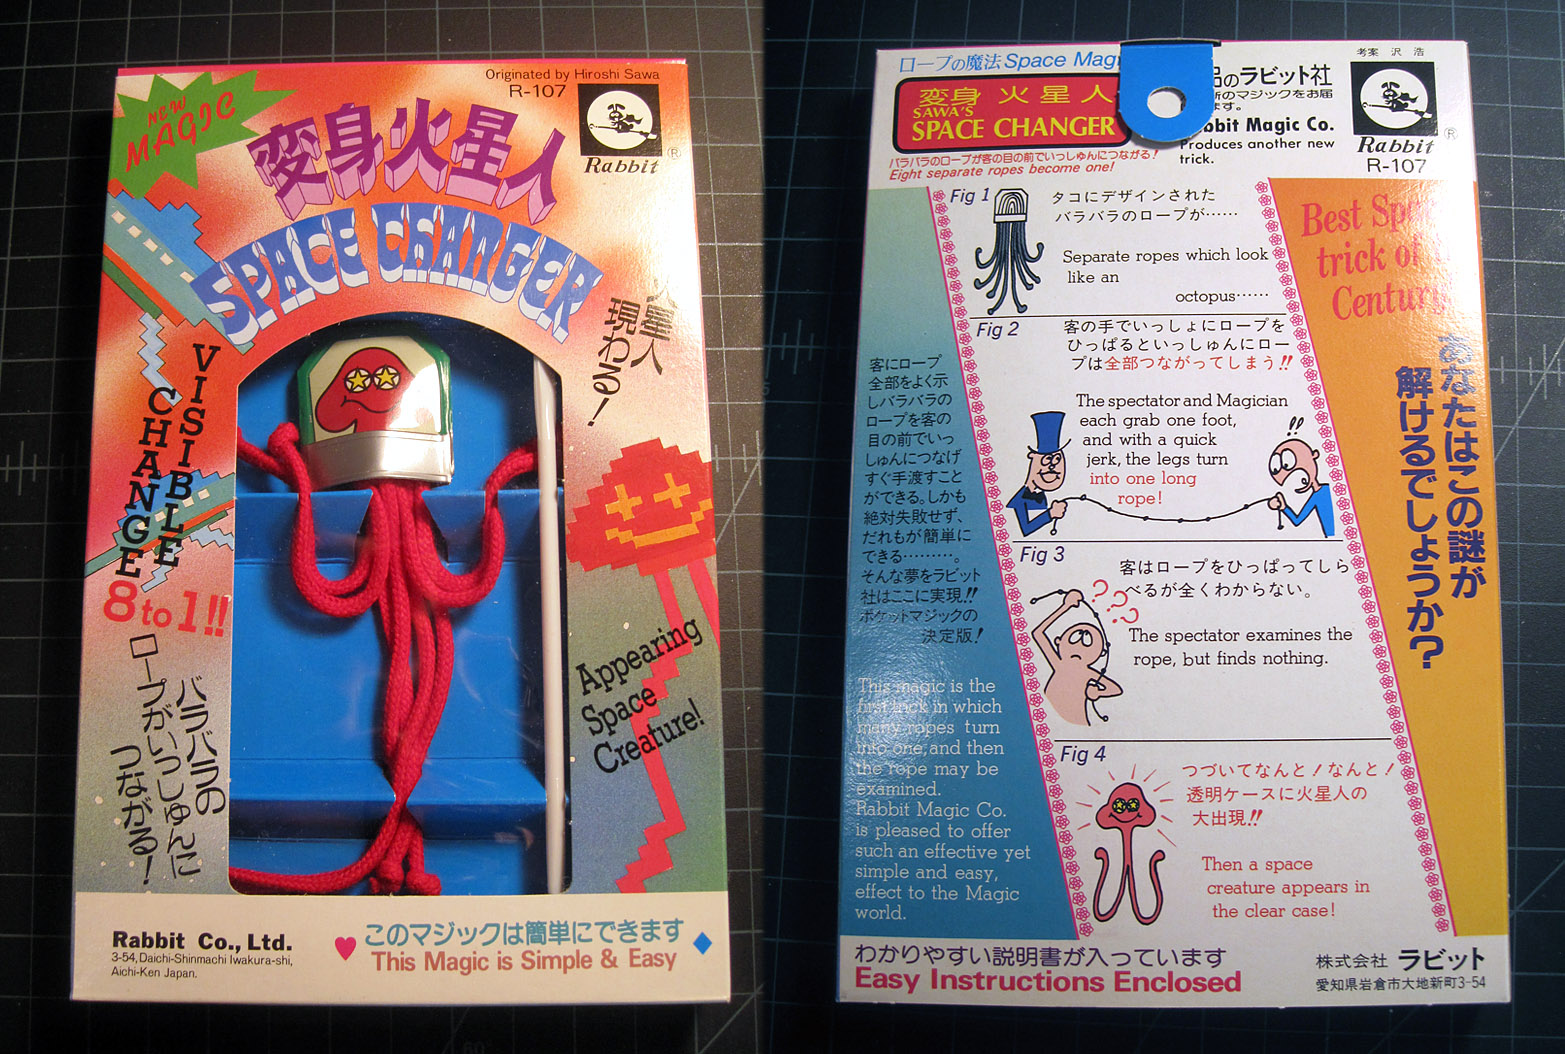 Originated by Hiroshi Sawa
R-107
Rabbit
®
NEW
MAGIC
変身火星人
SPACE CHANGER
火星人
現わる!
VISIBLE
CHANGE
8 to 1!!
バラバラの
ロープがいっしゅんに
つながる!
Appearing
Space
Creature!
Rabbit Co., Ltd.
3-54,Daichi-Shinmachi Iwakura-shi,
Aichi-Ken Japan.
このマジックは簡単にできます
This Magic is Simple & Easy
ロープの魔法 Space
変身 火星人
SAWA'S
SPACE CHANGER
バラバラのロープが客の目の前でいっしゅんにつながる!
Eight separate ropes become one!
のラビット社
のマジックをお届
ます。
Magic Co.
Produces another new
trick.
考案 沢浩
Rabbit
®
R-107
Fig 1
タコにデザインされた
バラバラのロープが……
Separate ropes which look
like an
octopus……
Fig 2
客の手でいっしょにロープを
ひっぱるといっしゅんにロー
プは全部つながってしまう!!
The spectator and Magician
each grab one foot,
and with a quick
jerk, the legs turn
into one long
rope!
!!
Fig 3
客はロープをひっぱってしら
べるが全くわからない。
???
The spectator examines the
rope, but finds nothing.
Fig 4
つづいてなんと!なんと!
透明ケースに火星人の
大出現!!
Then a space
creature appears in
the clear case!
客にロープ
全部をよく示
しバラバラの
ロープを客の
目の前でいっ
しゅんにつなげ
すぐ手渡すこと
ができる。しかも
絶対失敗せず、
だれもが簡単に
できる………
そんな夢をラビット
社はここに実現!!
ポケットマジックの
決定版!
This magic is the
first trick in which
many ropes turn
into one, and then
the rope may be
examined.
Rabbit Magic Co.
is pleased to offer
such an effective yet
simple and easy,
effect to the Magic
world.
Best
trick of
Century
あなたはこの謎が
解けるでしょうか?
わかりやすい説明書が入っています
Easy Instructions Enclosed
株式会社 ラビット
愛知県岩倉市大地新町3-54